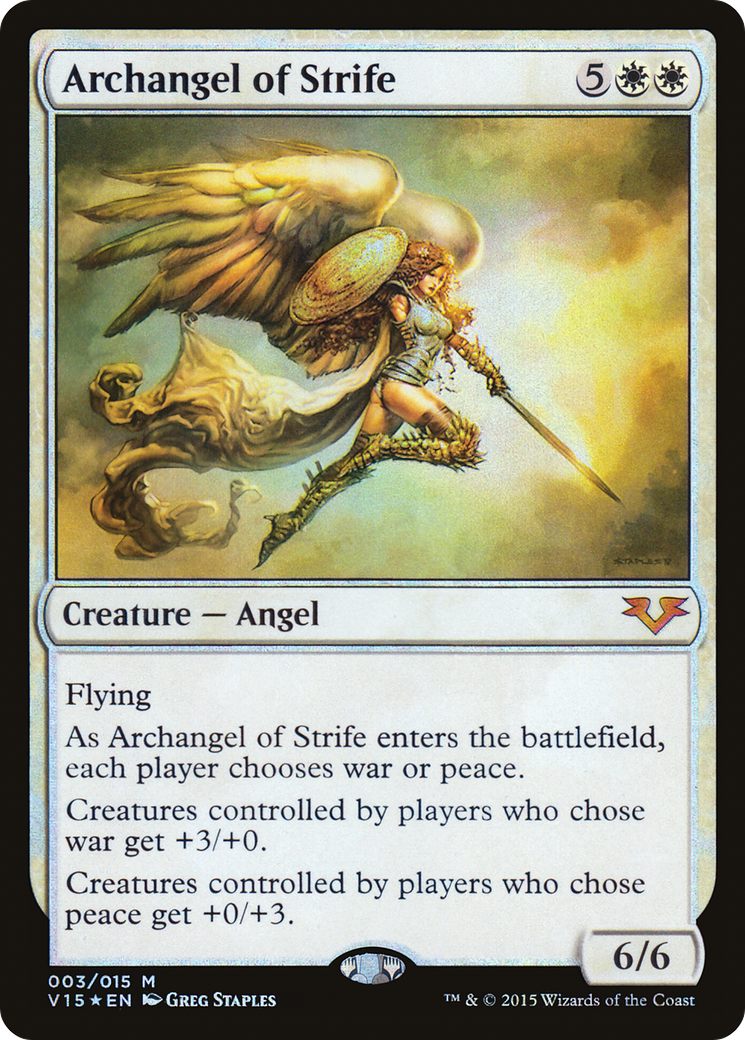 Archangel of Strife 5
STAPLES
Creature — Angel
Flying
As Archangel of Strife enters the battlefield,
each player chooses war or peace.
Creatures controlled by players who chose
war get +3/+0.
Creatures controlled by players who chose
peace get +0/+3.
6/6
003/015 M
V15★EN Greg Staples
™ & © 2015 Wizards of the Coast